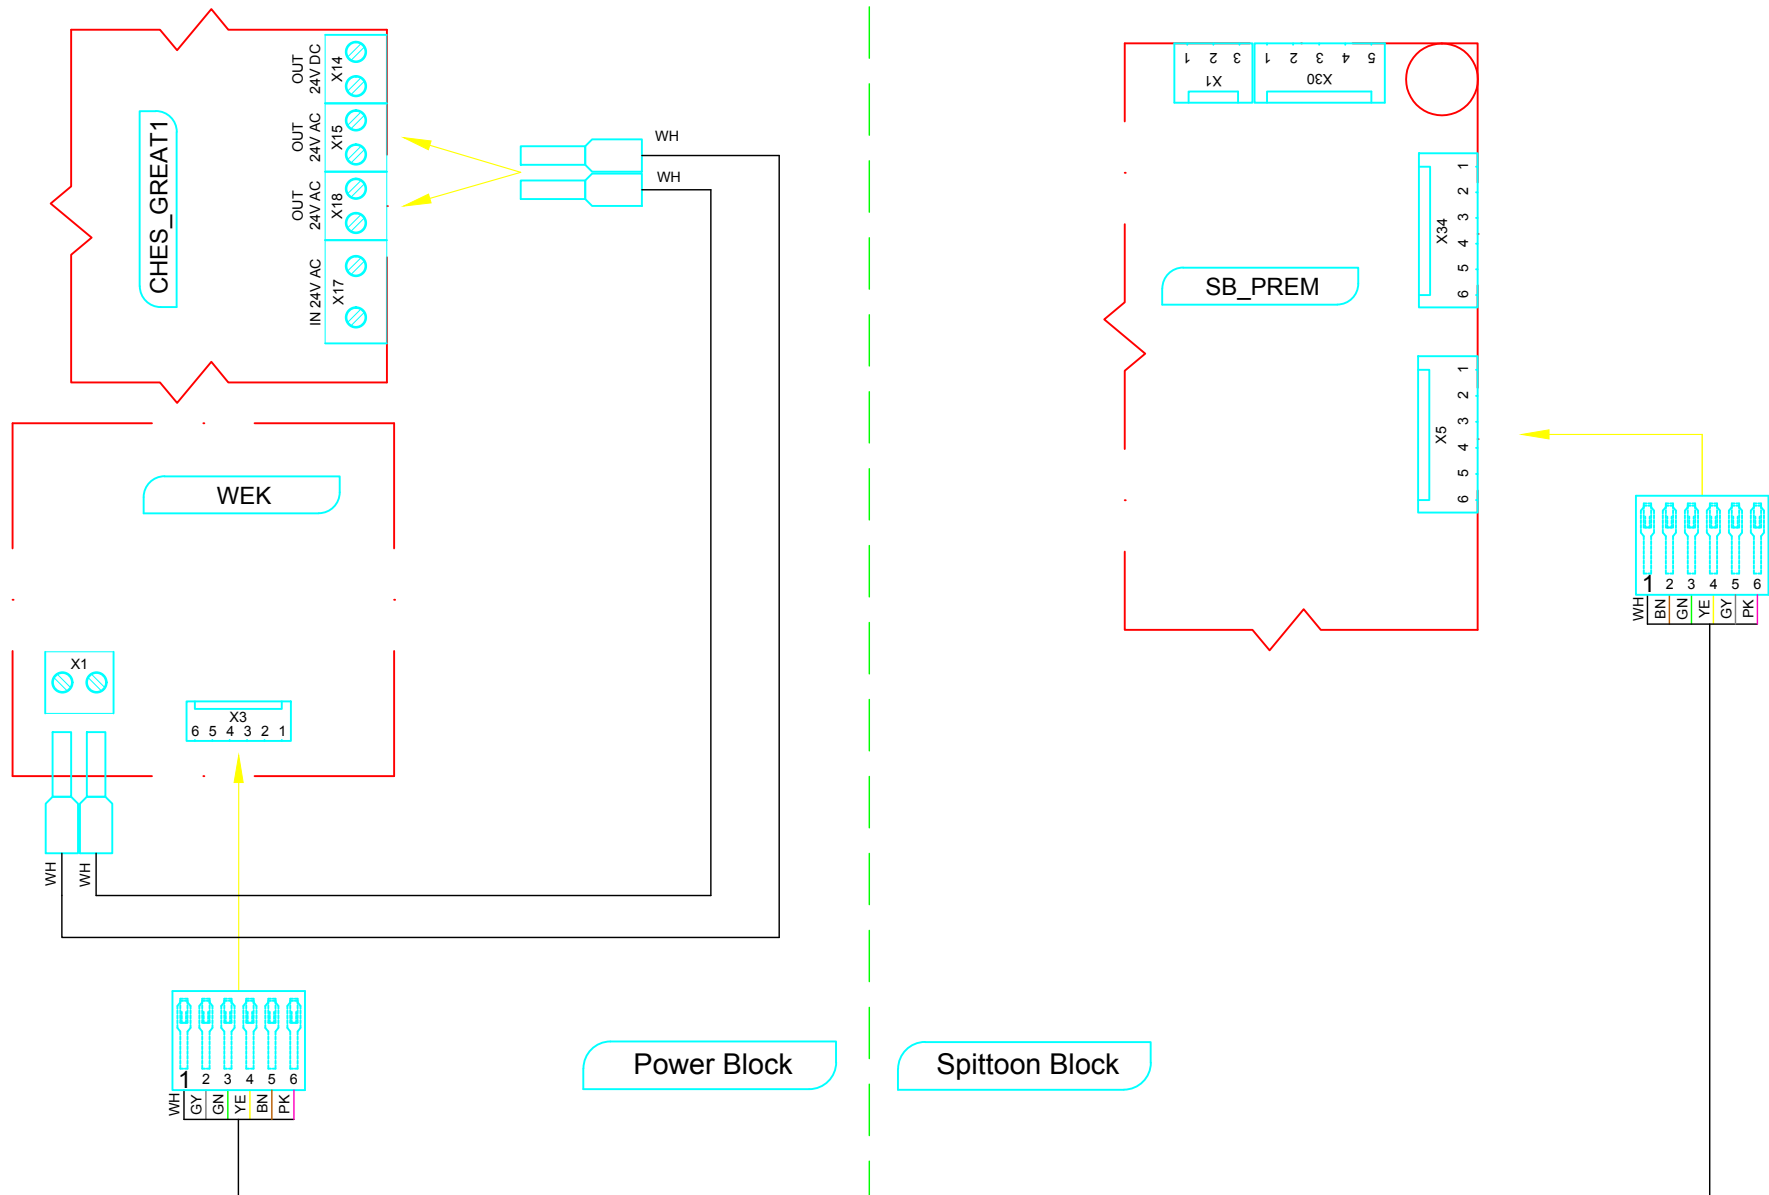 CHES_GREAT1
OUT
24V DC
X14
OUT
24V AC
X15
OUT
24V AC
X18
IN 24V AC
X17
WH
WH
WEK
X1
X3
6 5 4 3 2 1
WH
WH
1 2 3 4 5 6
WH GY GN YE BN PK
Power Block
Spittoon Block
1 2 3
X1
1 2 3 4 5
X30
SB_PREM
X34
1
2
3
4
5
6
X5
1
2
3
4
5
6
1 2 3 4 5 6
WH BN GN YE GY PK